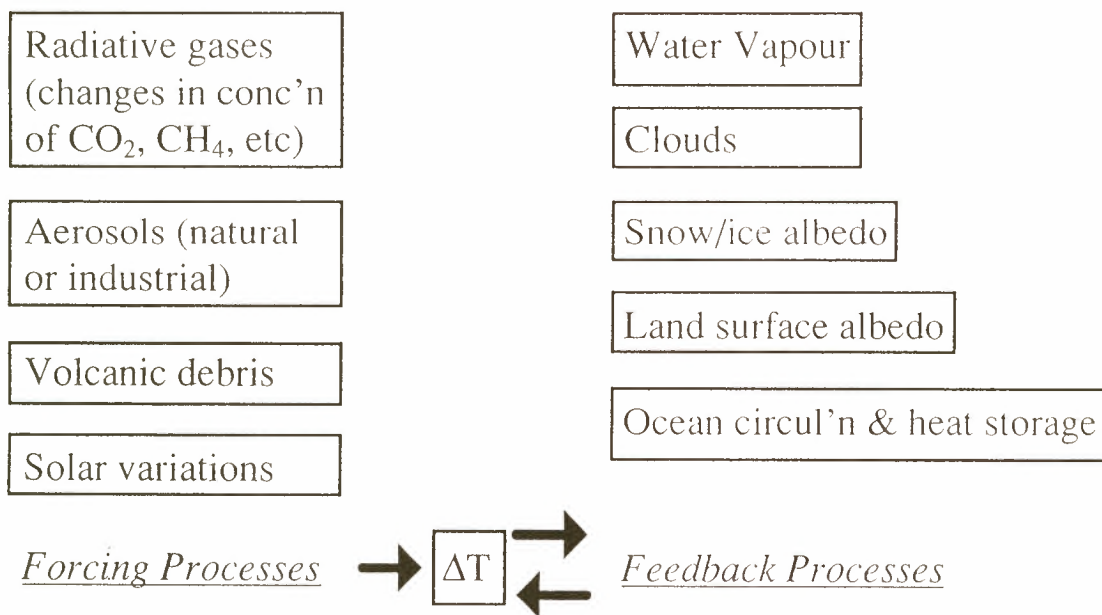 Radiative gases
(changes in conc'n
of CO₂, CH₄, etc)
Aerosols (natural
or industrial)
Volcanic debris
Solar variations
Forcing Processes
ΔT
Water Vapour
Clouds
Snow/ice albedo
Land surface albedo
Ocean circul'n & heat storage
Feedback Processes